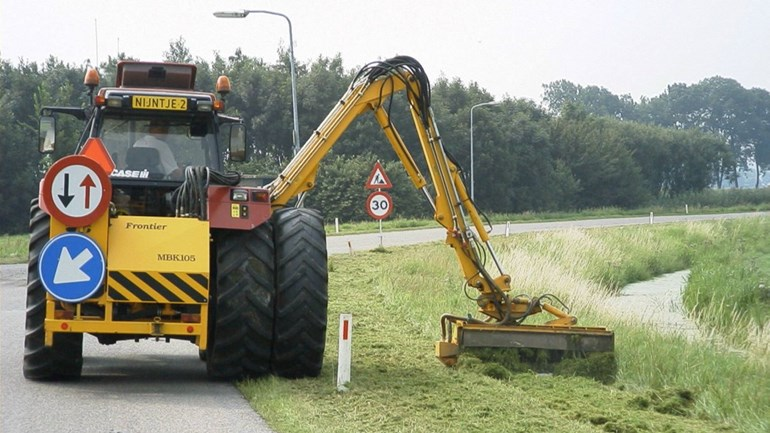 NIJNTJE 2
CASE IH
Frontier
MBK105
30